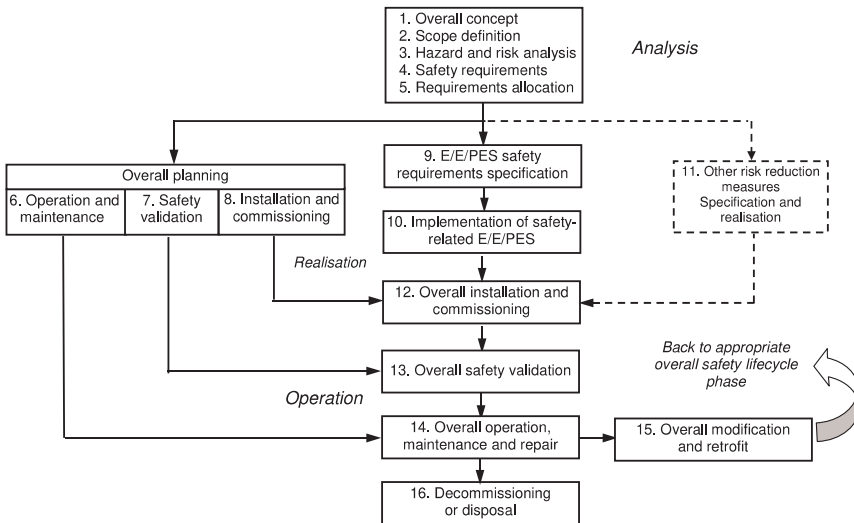 1. Overall concept
2. Scope definition
3. Hazard and risk analysis
4. Safety requirements
5. Requirements allocation
Analysis
Overall planning
6. Operation and
maintenance
7. Safety
validation
8. Installation and
commissioning
9. E/E/PES safety
requirements specification
11. Other risk reduction
measures
Specification and
realisation
10. Implementation of safety-
related E/E/PES
Realisation
12. Overall installation and
commissioning
Back to appropriate
overall safety lifecycle
phase
13. Overall safety validation
Operation
14. Overall operation,
maintenance and repair
15. Overall modification
and retrofit
16. Decommissioning
or disposal